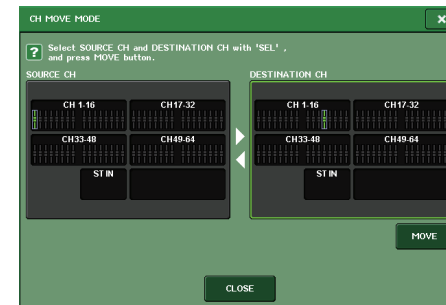 CH MOVE MODE
Select SOURCE CH and DESTINATION CH with 'SEL' ,
and press MOVE button.
SOURCE CH
DESTINATION CH
CH 1-16
CH17-32
CH 1-16
CH17-32
CH33-48
CH49-64
CH33-48
CH49-64
ST IN
ST IN
MOVE
CLOSE